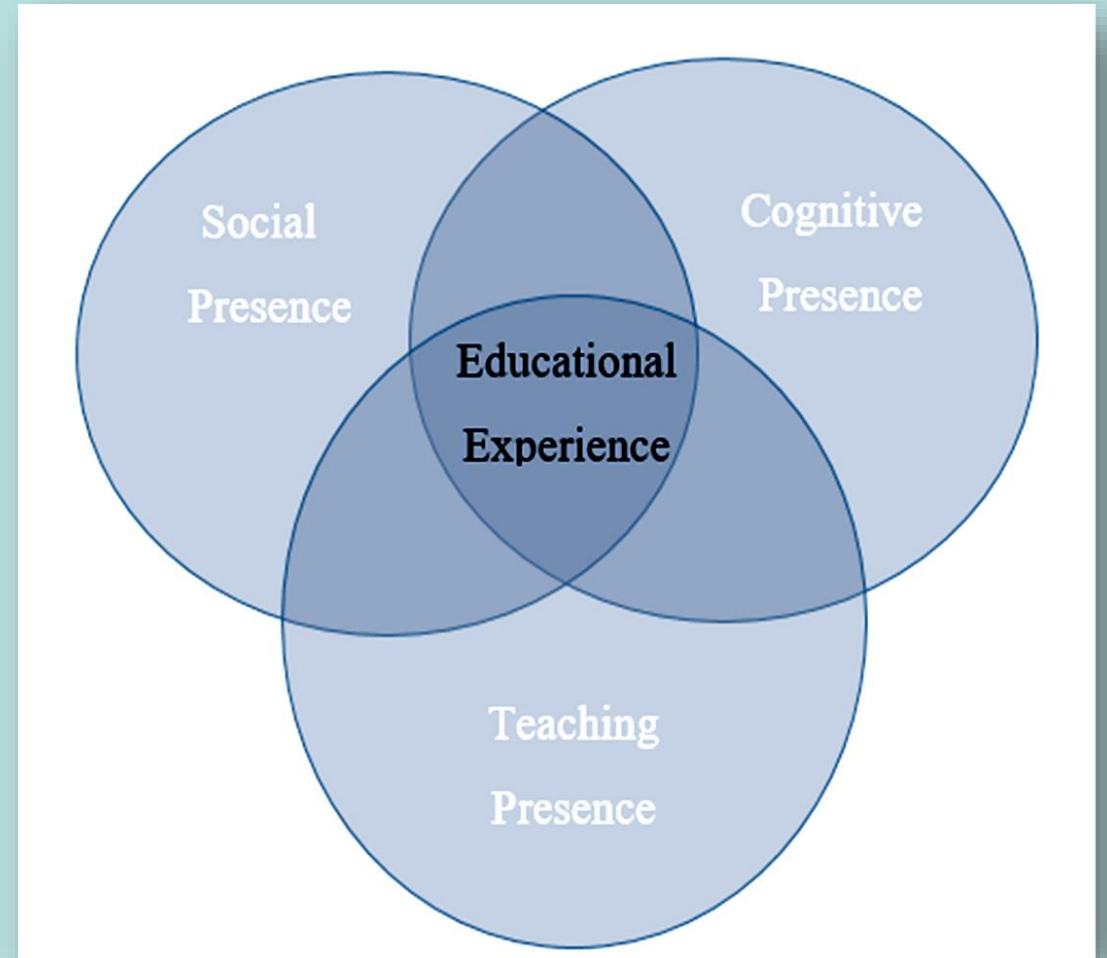 Social
Presence
Cognitive
Presence
Educational
Experience
Teaching
Presence